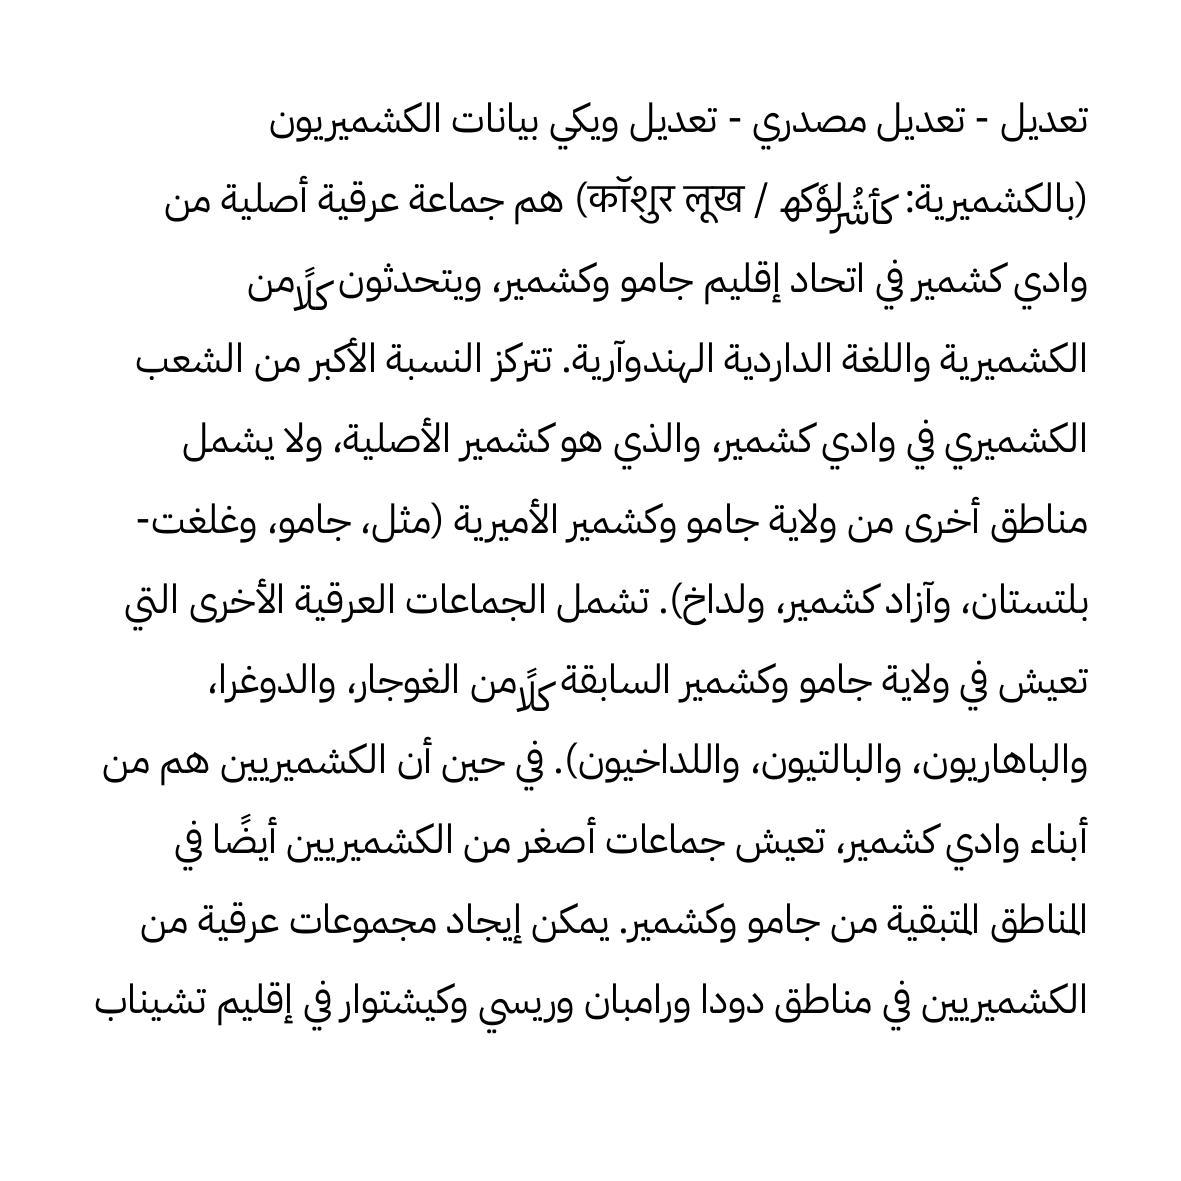 تعديل - تعديل مصدري - تعديل ويكي بيانات الكشميريون
(بالكشميرية: كٲشُر لوٗکھ / कॉशुर लूख) هم جماعة عرقية أصلية من
وادي كشمير في اتحاد إقليم جامو وكشمير، ويتحدثون كلًا من
الكشميرية واللغة الداردية الهندوآرية. تتركز النسبة الأكبر من الشعب
الكشميري في وادي كشمير، والذي هو كشمير الأصلية، ولا يشمل
مناطق أخرى من ولاية جامو وكشمير الأميرية (مثل، جامو، وغلغت-
بلتستان، وآزاد كشمير، ولداخ). تشمل الجماعات العرقية الأخرى التي
تعيش في ولاية جامو وكشمير السابقة كلًا من الغوجار، والدوغرا،
والباهاريون، والبالتيون، واللداخيون). في حين أن الكشميريين هم من
أبناء وادي كشمير، تعيش جماعات أصغر من الكشميريين أيضًا في
المناطق المتبقية من جامو وكشمير. يمكن إيجاد مجموعات عرقية من
الكشميريين في مناطق دودا ورامبان وريسي وكيشتوار في إقليم تشيناب